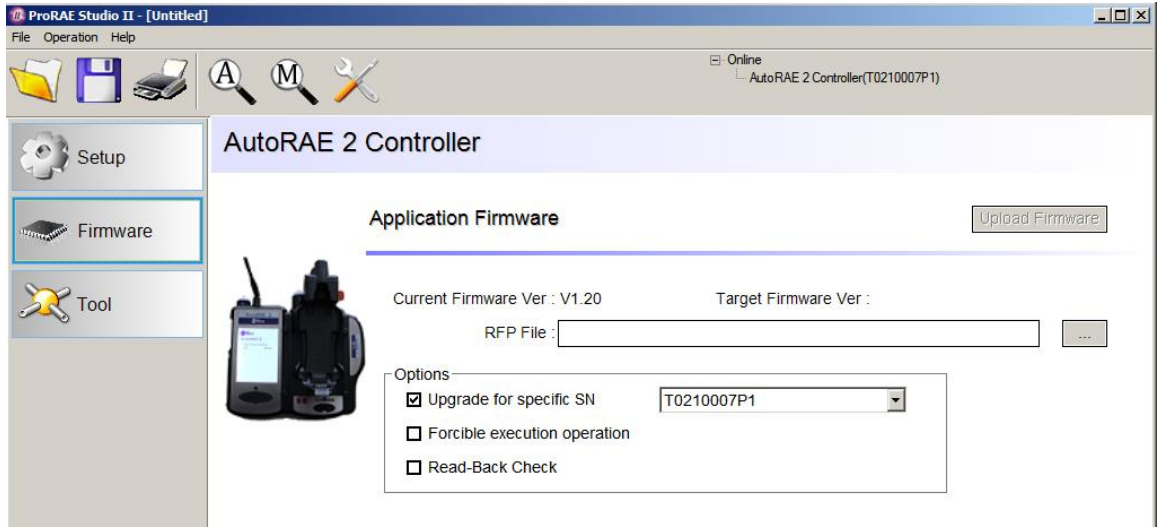 ProRAE Studio II - [Untitled]
File Operation Help
A M
Online
AutoRAE 2 Controller(T0210007P1)
Setup
Firmware
Tool
AutoRAE 2 Controller
Application Firmware
Upload Firmware
Current Firmware Ver : V1.20 Target Firmware Ver :
RFP File : ...
Options
Upgrade for specific SN T0210007P1
Forcible execution operation
Read-Back Check